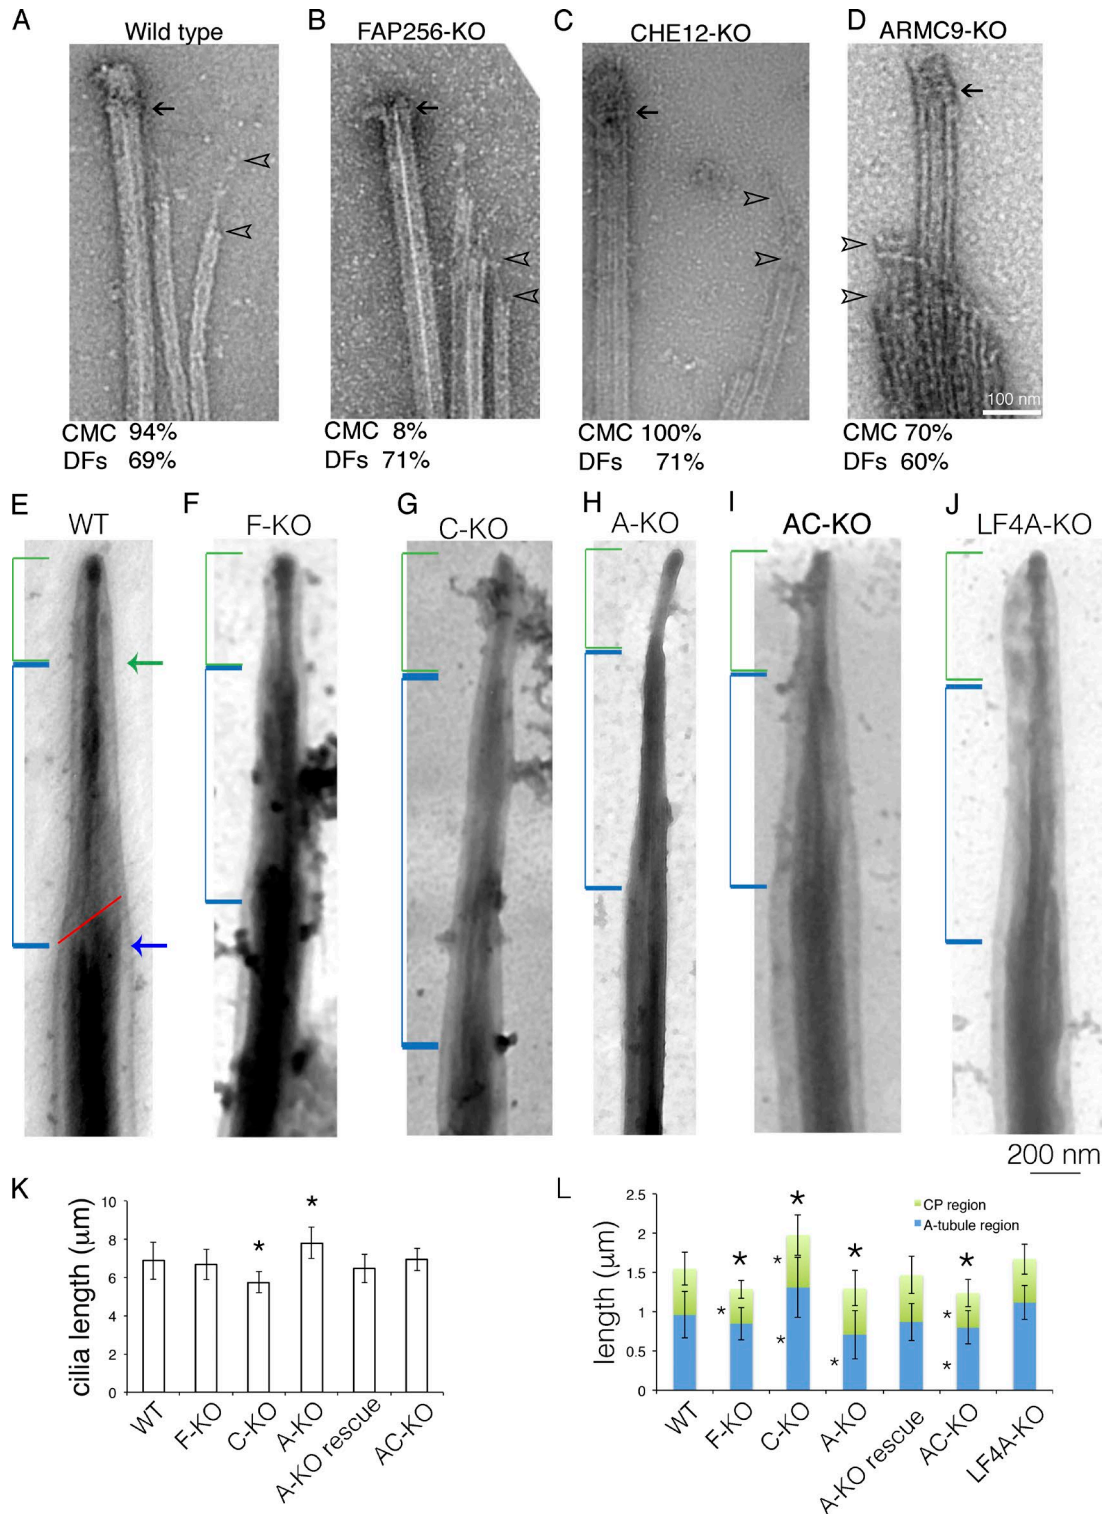 A
Wild type
B
FAP256-KO
C
CHE12-KO
D
ARMC9-KO
100 nm
CMC 94%
DFs 69%
CMC 8%
DFs 71%
CMC 100%
DFs 71%
CMC 70%
DFs 60%
E
WT
F
F-KO
G
C-KO
H
A-KO
I
AC-KO
J
LF4A-KO
200 nm
K
cilia length (μm)
10
8
6
4
2
0
*
*
WT
F-KO
C-KO
A-KO
A-KO rescue
AC-KO
L
length (μm)
2.5
2
1.5
1
0.5
0
CP region
A-tubule region
*
*
*
*
*
*
*
*
*
*
WT
F-KO
C-KO
A-KO
A-KO rescue
AC-KO
LF4A-KO